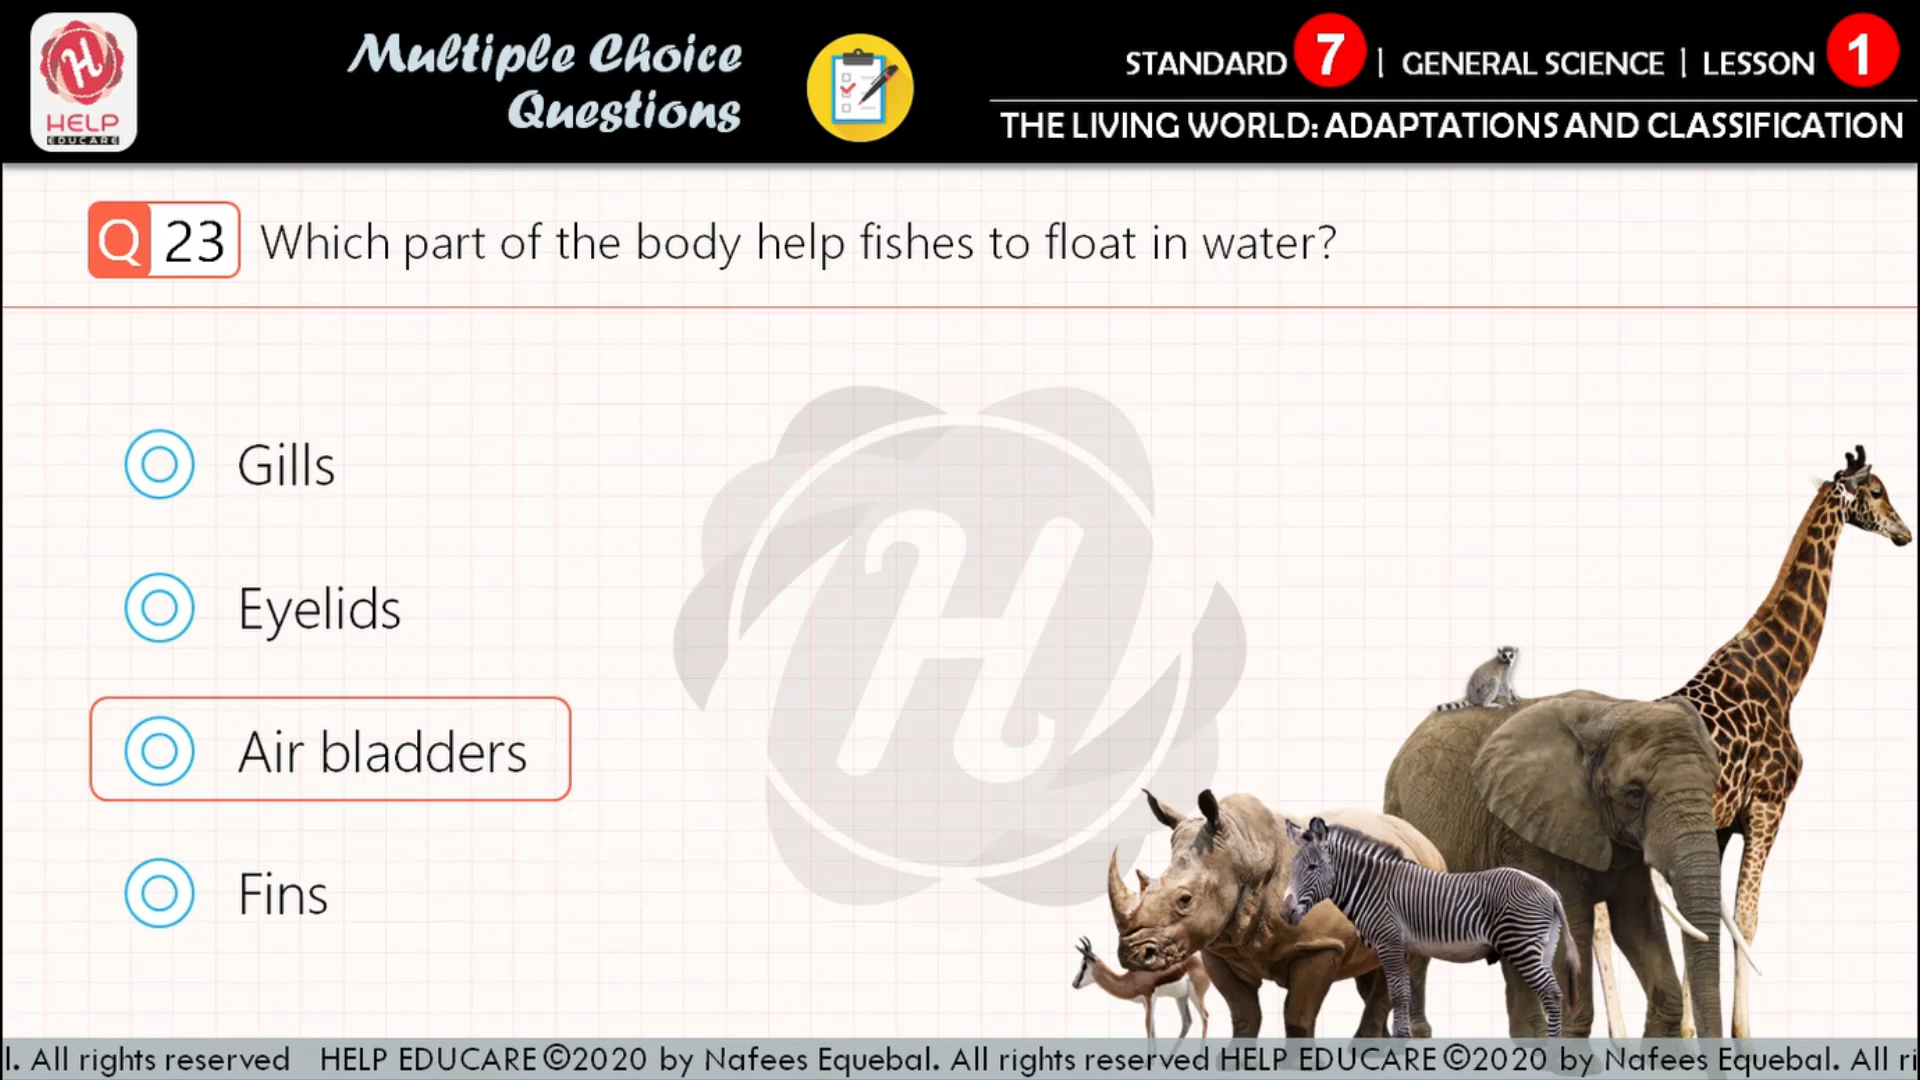 HELP
EDUCARE
Multiple Choice
Questions
STANDARD 7 | GENERAL SCIENCE | LESSON 1
THE LIVING WORLD: ADAPTATIONS AND CLASSIFICATION
Q 23 Which part of the body help fishes to float in water?
Gills
Eyelids
Air bladders
Fins
l. All rights reserved HELP EDUCARE ©2020 by Nafees Equebal. All rights reserved HELP EDUCARE ©2020 by Nafees Equebal. All ri